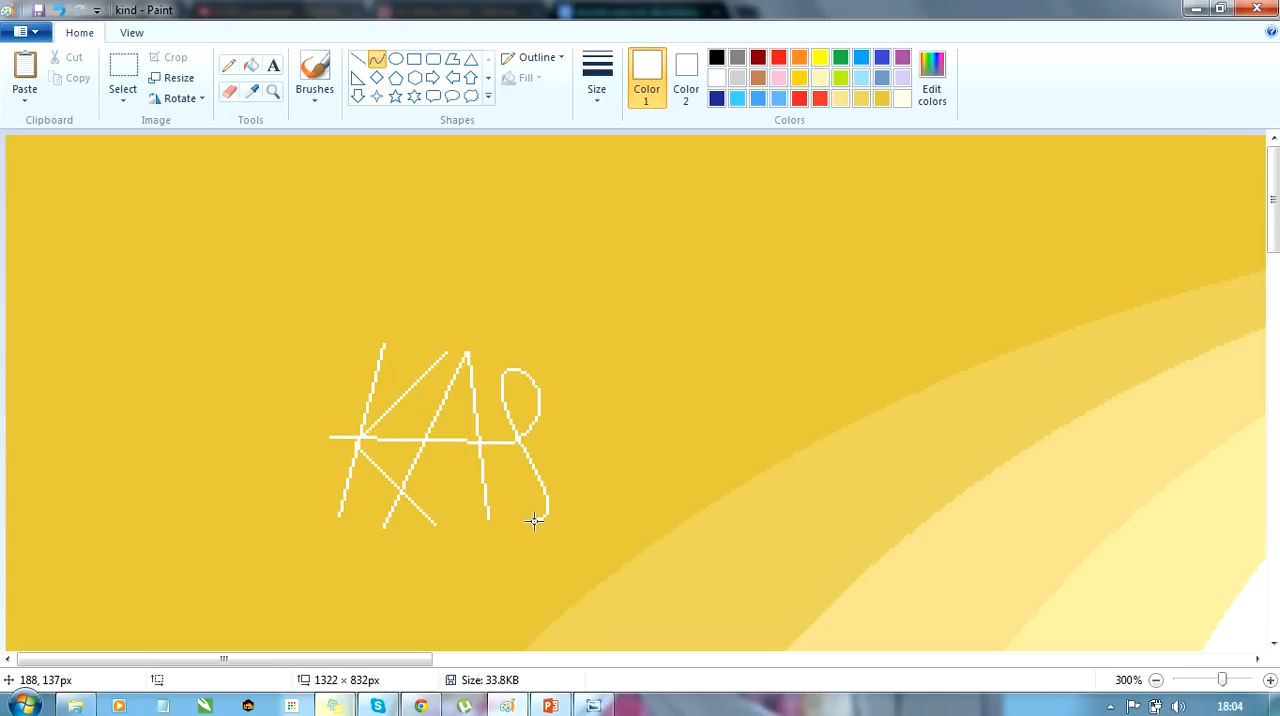 kind - Paint
Home View
Paste
Cut
Copy
Clipboard
Select
Crop
Resize
Rotate
Image
A
Tools
Brushes
Outline
Fill
Shapes
Size
Color 1
Color 2
Edit colors
Colors
KA
188, 137px 1322 × 832px Size: 33.8KB 300%
18:04